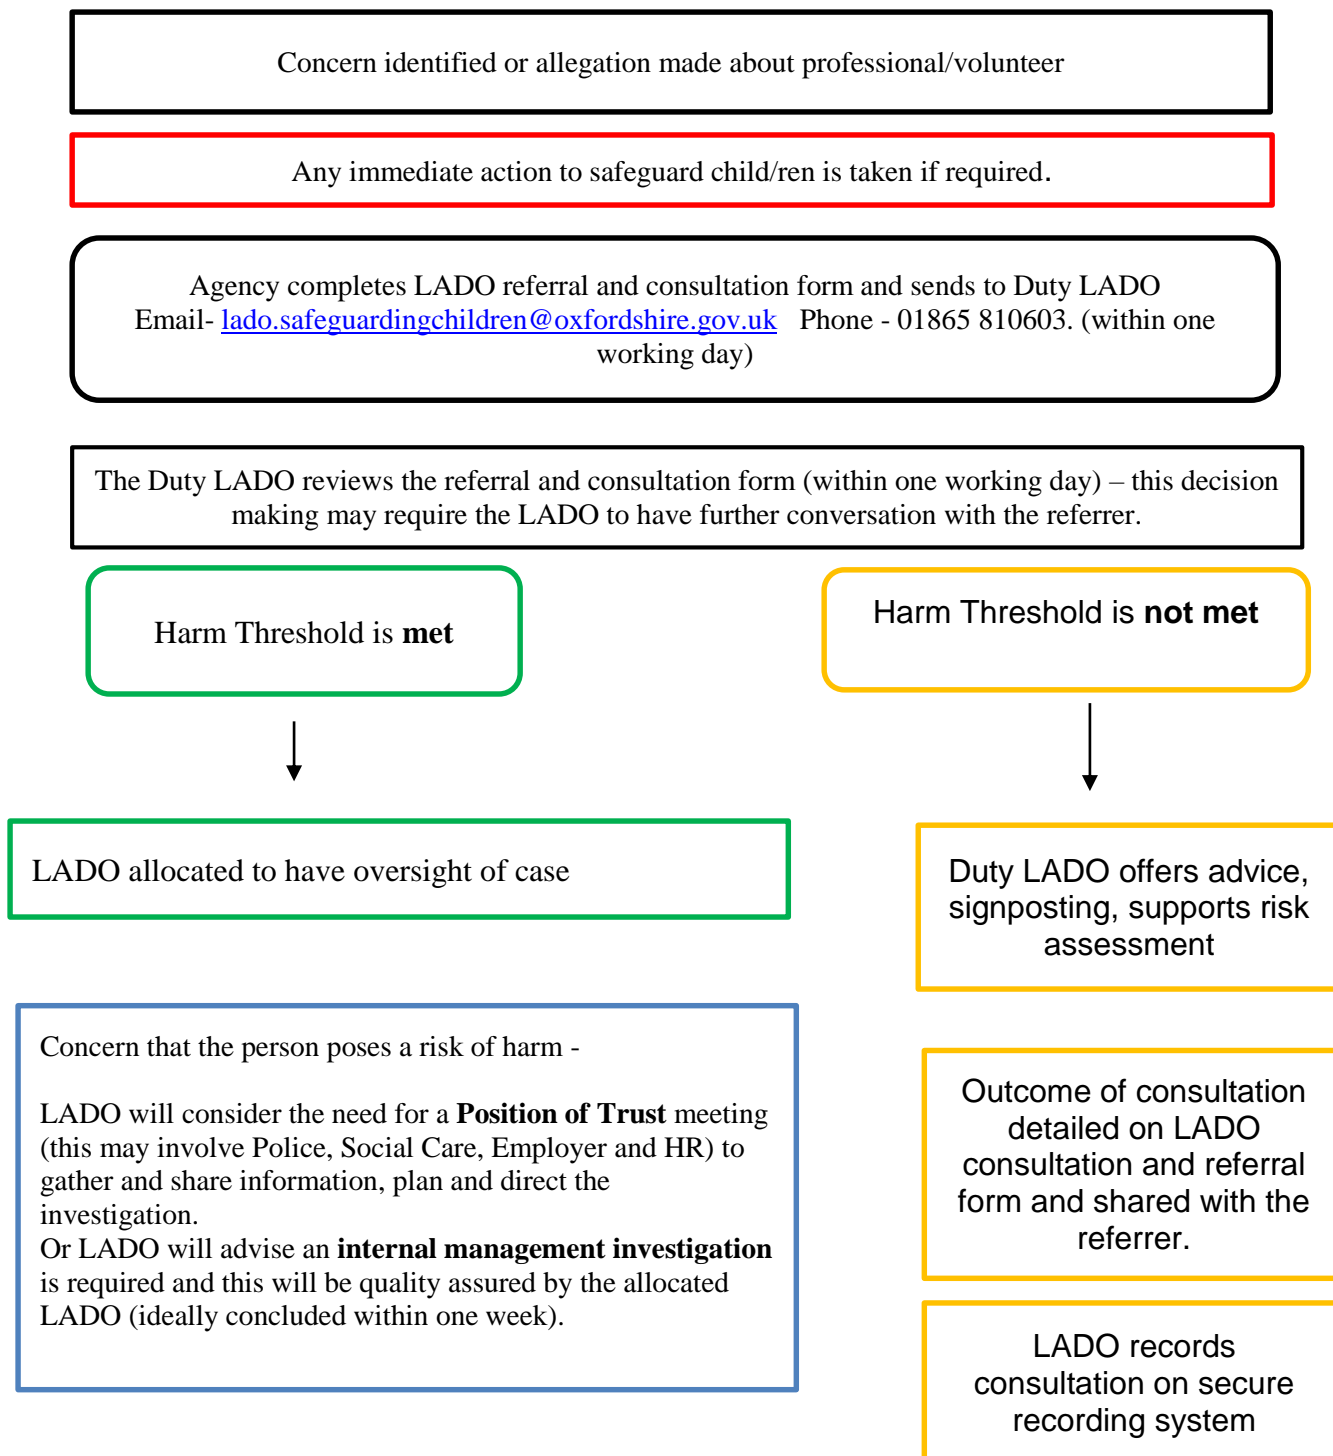 Concern identified or allegation made about professional/volunteer
Any immediate action to safeguard child/ren is taken if required.
Agency completes LADO referral and consultation form and sends to Duty LADO
Email- lado.safeguardingchildren@oxfordshire.gov.uk   Phone - 01865 810603. (within one
working day)
The Duty LADO reviews the referral and consultation form (within one working day) – this decision
making may require the LADO to have further conversation with the referrer.
Harm Threshold is met
Harm Threshold is not met
LADO allocated to have oversight of case
Concern that the person poses a risk of harm -
LADO will consider the need for a Position of Trust meeting
(this may involve Police, Social Care, Employer and HR) to
gather and share information, plan and direct the
investigation.
Or LADO will advise an internal management investigation
is required and this will be quality assured by the allocated
LADO (ideally concluded within one week).
Duty LADO offers advice,
signposting, supports risk
assessment
Outcome of consultation
detailed on LADO
consultation and referral
form and shared with the
referrer.
LADO records
consultation on secure
recording system